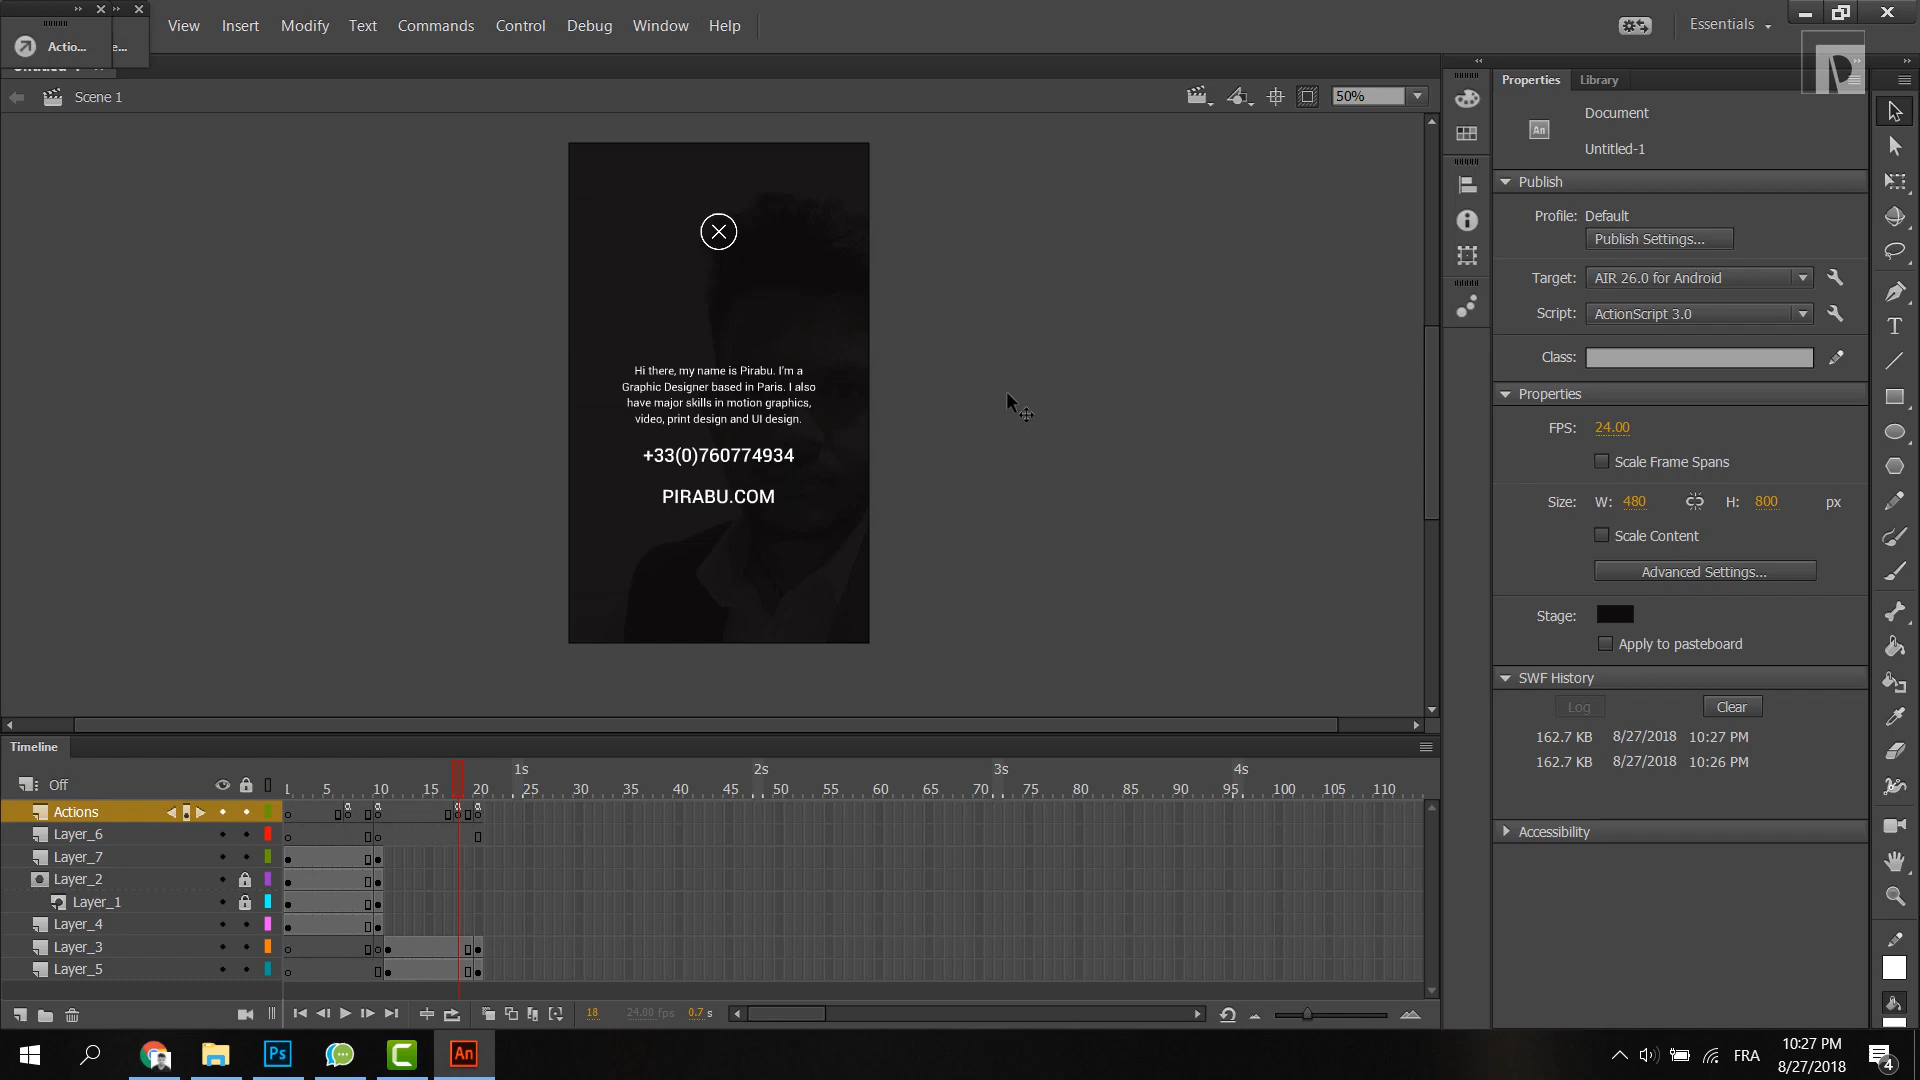 Actio...
e...
View
Insert
Modify
Text
Commands
Control
Debug
Window
Help
Essentials
Scene 1
50%
Hi there, my name is Pirabu. I'm a
Graphic Designer based in Paris. I also
have major skills in motion graphics,
video, print design and UI design.
+33(0)760774934
PIRABU.COM
Properties
Library
An
Document
Untitled-1
Publish
Profile: Default
Publish Settings...
Target: AIR 26.0 for Android
Script: ActionScript 3.0
Class:
Properties
FPS: 24.00
Scale Frame Spans
Size: W: 480 H: 800 px
Scale Content
Advanced Settings...
Stage:
Apply to pasteboard
SWF History
Log
Clear
162.7 KB 8/27/2018 10:27 PM
162.7 KB 8/27/2018 10:26 PM
Accessibility
Timeline
Off
1s 2s 3s 4s
5 10 15 20 25 30 35 40 45 50 55 60 65 70 75 80 85 90 95 100 105 110
Actions
Layer_6
Layer_7
Layer_2
Layer_1
Layer_4
Layer_3
Layer_5
18 24.00 fps 0.7 s
Ps
An
FRA
10:27 PM
8/27/2018
4